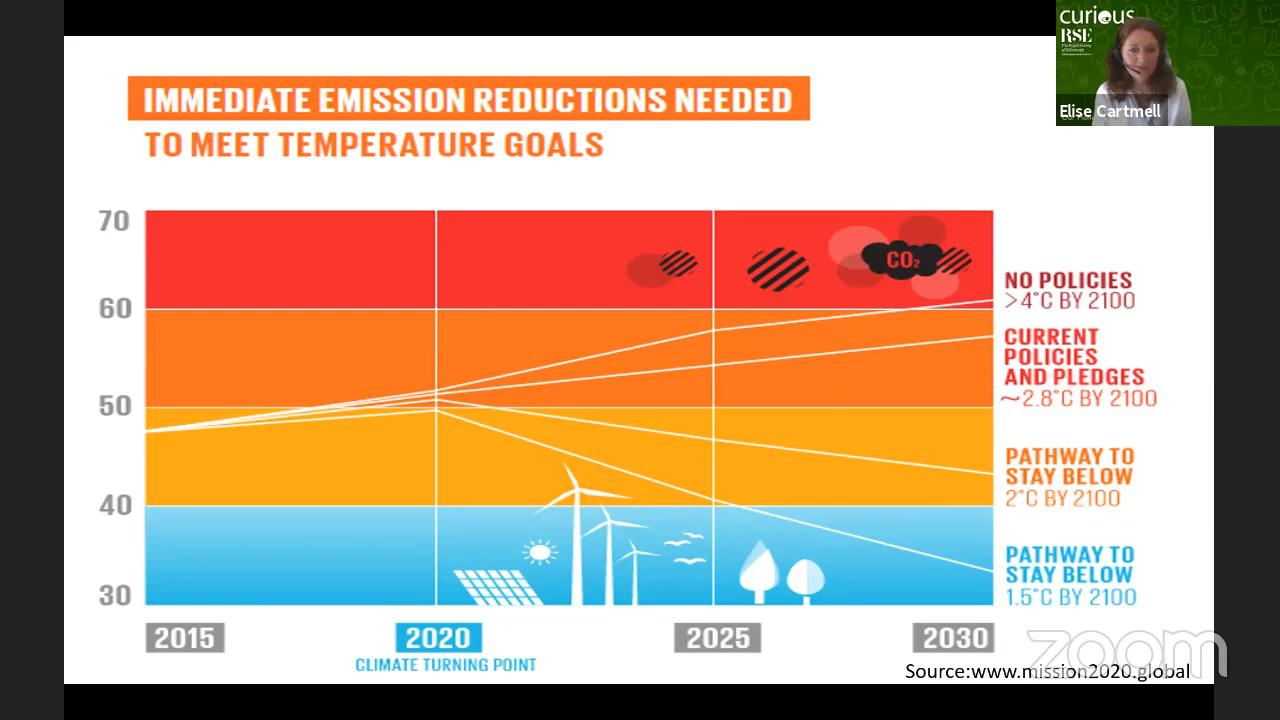 curious
RSE
Elise Cartmell
IMMEDIATE EMISSION REDUCTIONS NEEDED
TO MEET TEMPERATURE GOALS
70
60
50
40
30
CO₂
NO POLICIES
>4°C BY 2100
CURRENT
POLICIES
AND PLEDGES
~2.8°C BY 2100
PATHWAY TO
STAY BELOW
2°C BY 2100
PATHWAY TO
STAY BELOW
1.5°C BY 2100
2015
2020
2025
2030
CLIMATE TURNING POINT
zoom
Source:www.mission2020.global